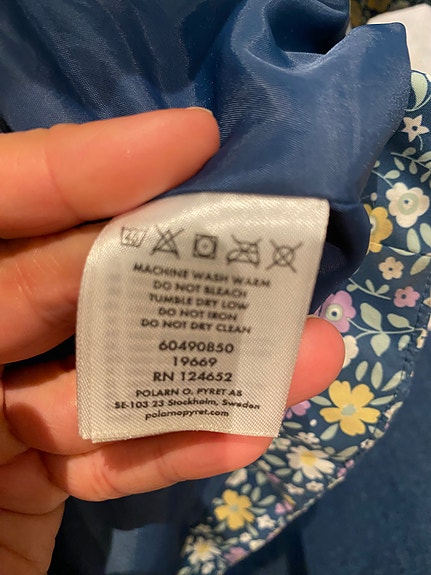 MACHINE WASH WARM
DO NOT BLEACH
TUMBLE DRY LOW
DO NOT IRON
DO NOT DRY CLEAN
60490850
19669
RN 124652
POLARN O. PYRET AB
SE-103 23 Stockholm, Sweden
polarnopyret.com